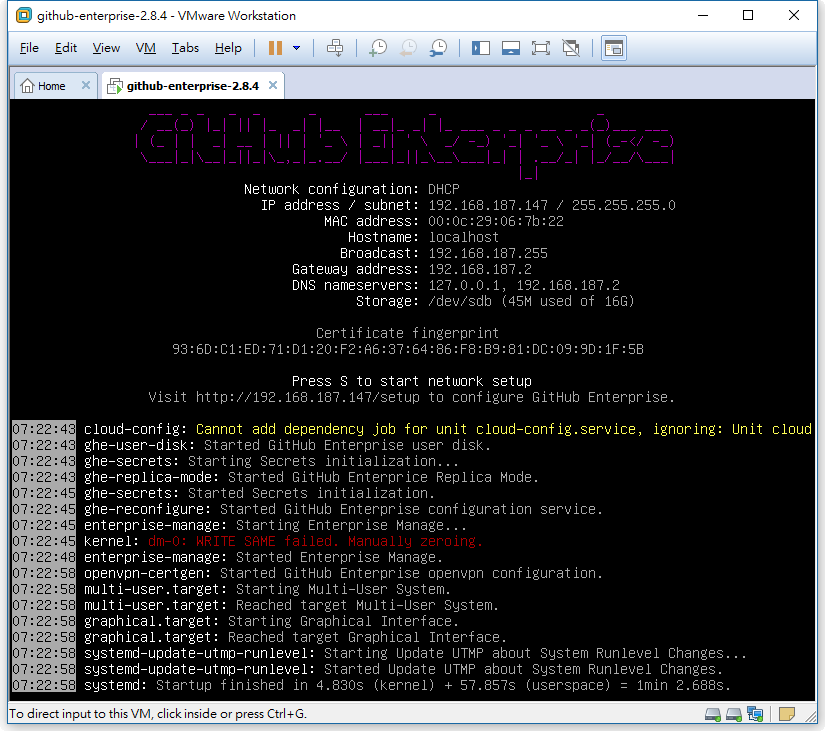 github-enterprise-2.8.4 - VMware Workstation
File Edit View VM Tabs Help
Home github-enterprise-2.8.4
GitHub Enterprise
Network configuration: DHCP
IP address / subnet: 192.168.187.147 / 255.255.255.0
MAC address: 00:0c:29:06:7b:22
Hostname: localhost
Broadcast: 192.168.187.255
Gateway address: 192.168.187.2
DNS nameservers: 127.0.0.1, 192.168.187.2
Storage: /dev/sdb (45M used of 16G)
Certificate fingerprint
93:6D:C1:ED:71:D1:20:F2:A6:37:64:86:F8:B9:81:DC:09:9D:1F:5B
Press S to start network setup
Visit http://192.168.187.147/setup to configure GitHub Enterprise.
07:22:43 cloud-config: Cannot add dependency job for unit cloud-config.service, ignoring: Unit cloud
07:22:43 ghe-user-disk: Started GitHub Enterprise user disk.
07:22:43 ghe-secrets: Starting Secrets initialization...
07:22:43 ghe-replica-mode: Started GitHub Enterprice Replica Mode.
07:22:45 ghe-secrets: Started Secrets initialization.
07:22:45 ghe-reconfigure: Started GitHub Enterprise configuration service.
07:22:45 enterprise-manage: Starting Enterprise Manage...
07:22:45 kernel: dm-0: WRITE SAME failed. Manually zeroing.
07:22:48 enterprise-manage: Started Enterprise Manage.
07:22:58 openvpn-certgen: Started GitHub Enterprise openvpn configuration.
07:22:58 multi-user.target: Starting Multi-User System.
07:22:58 multi-user.target: Reached target Multi-User System.
07:22:58 graphical.target: Starting Graphical Interface.
07:22:58 graphical.target: Reached target Graphical Interface.
07:22:58 systemd-update-utmp-runlevel: Starting Update UTMP about System Runlevel Changes...
07:22:58 systemd-update-utmp-runlevel: Started Update UTMP about System Runlevel Changes.
07:22:58 systemd: Startup finished in 4.830s (kernel) + 57.857s (userspace) = 1min 2.688s.
To direct input to this VM, click inside or press Ctrl+G.